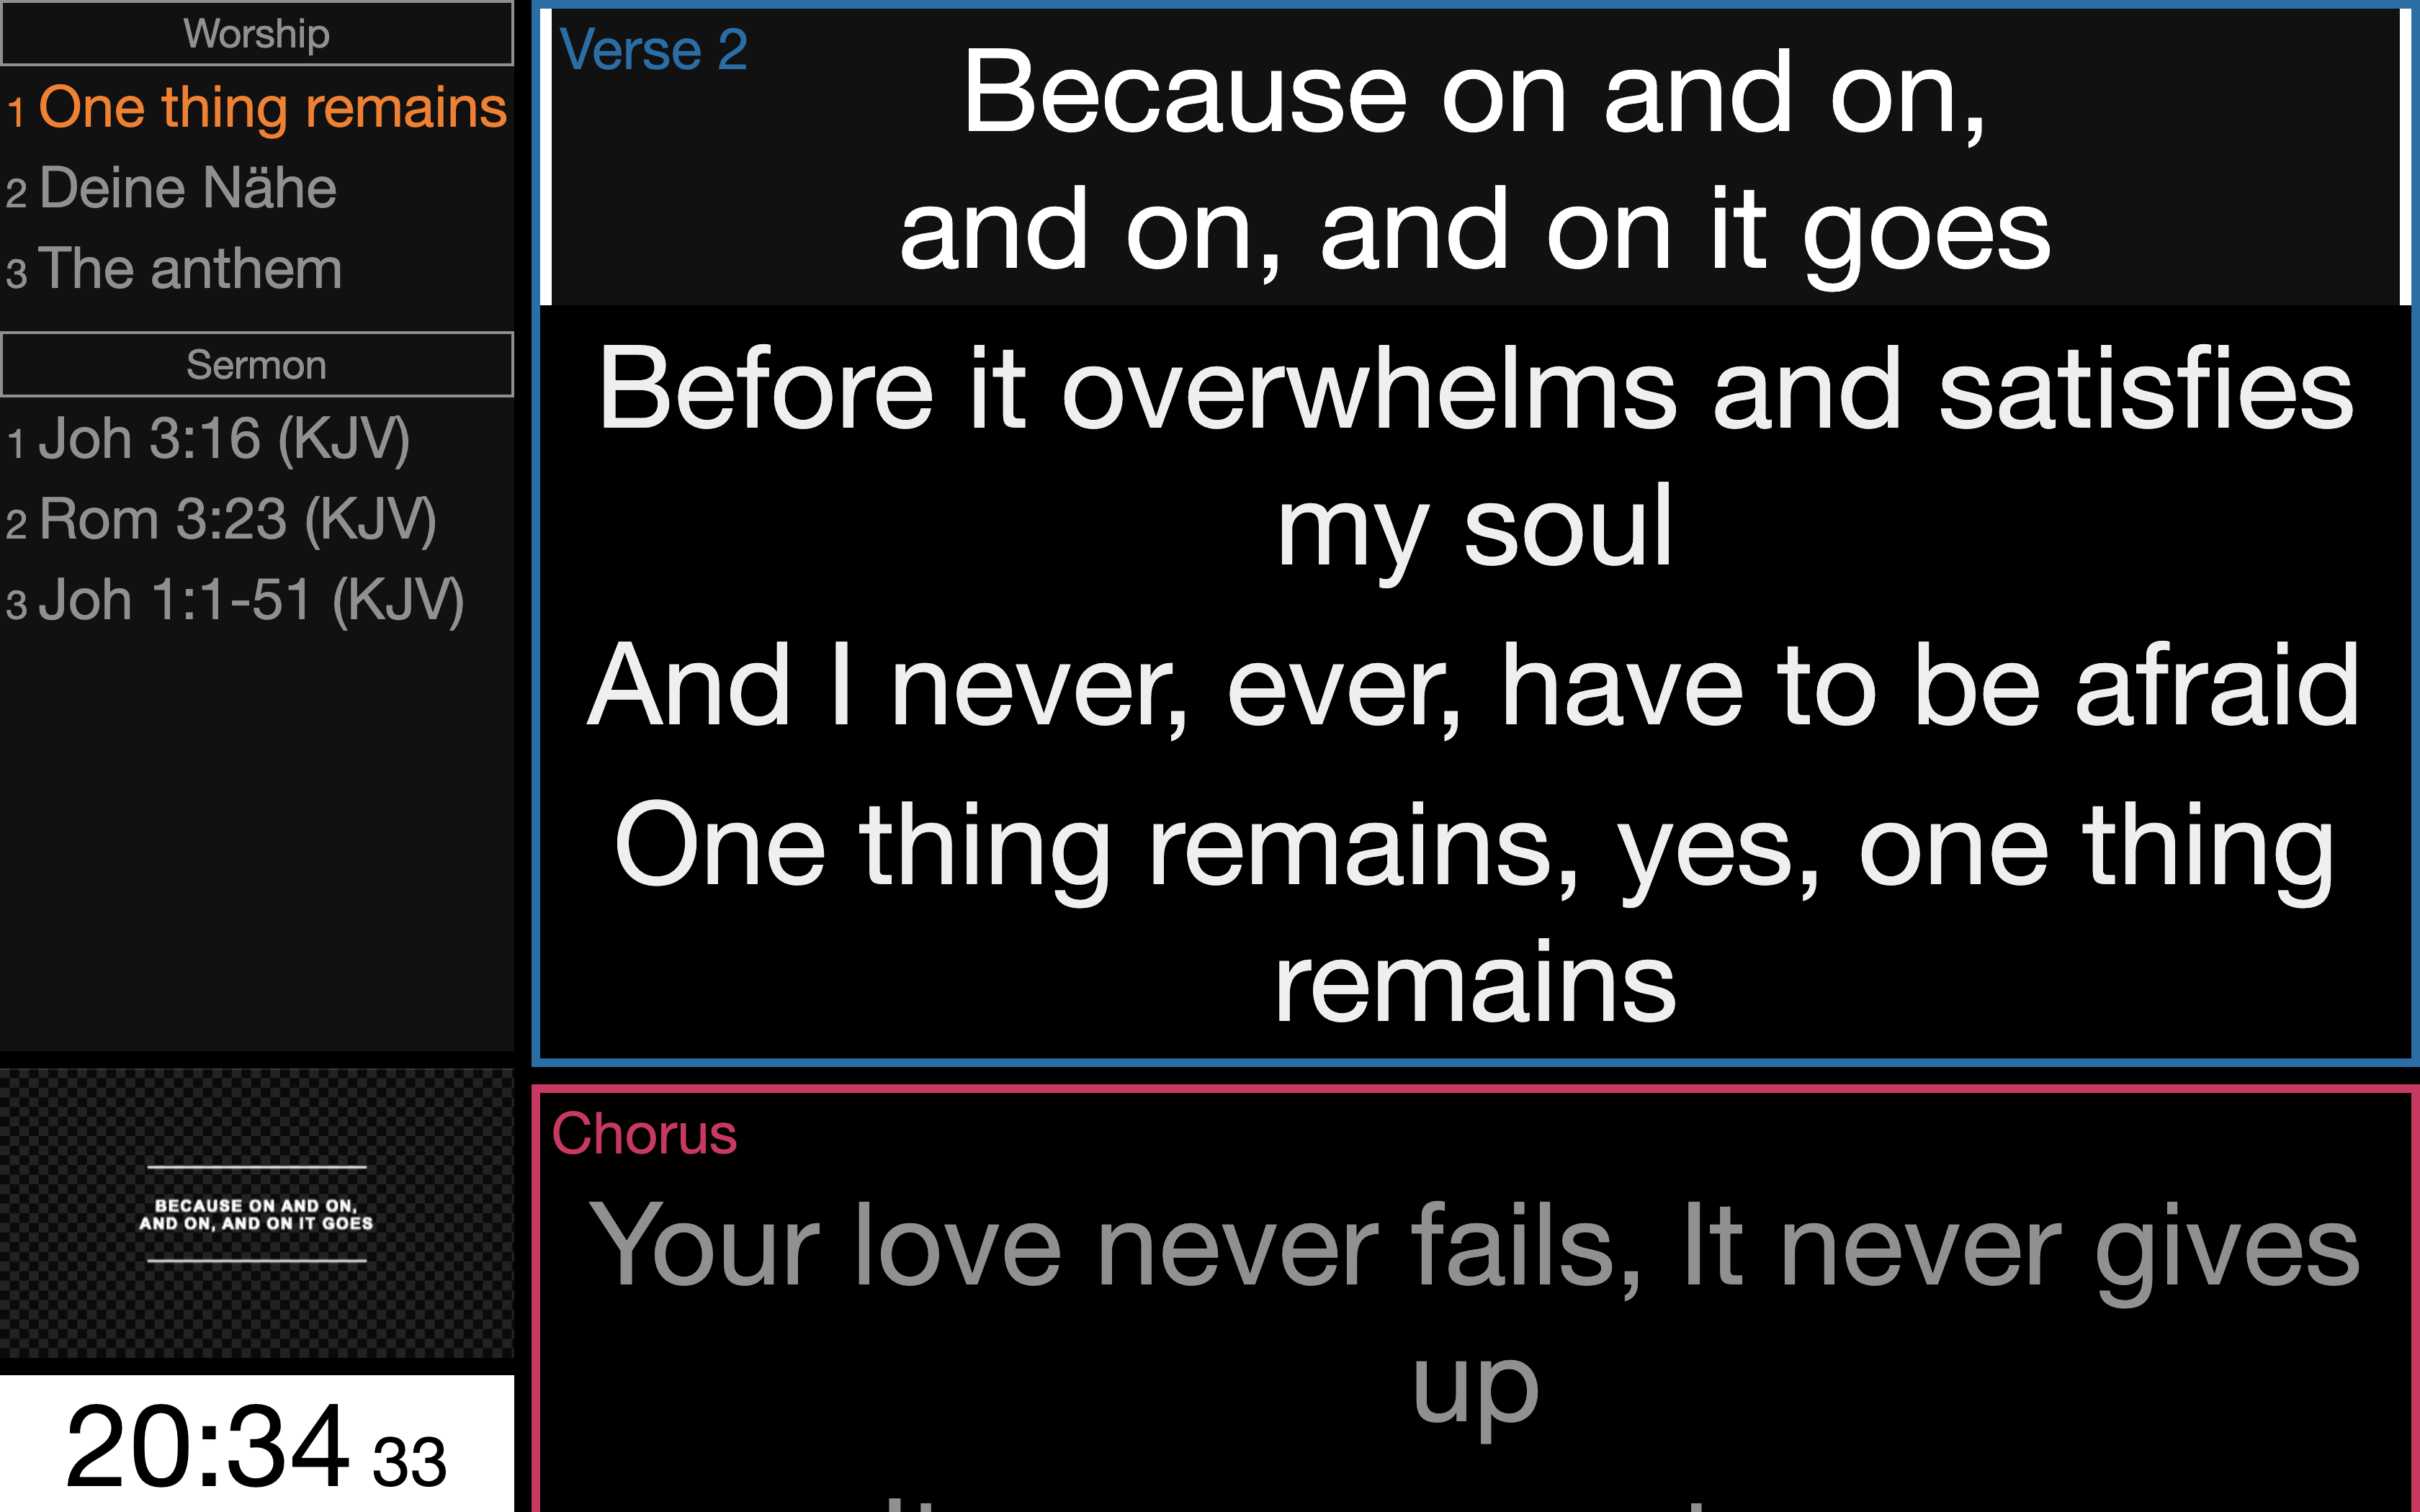 Worship
1 One thing remains
2 Deine Nähe
3 The anthem
Sermon
1 Joh 3:16 (KJV)
2 Rom 3:23 (KJV)
3 Joh 1:1-51 (KJV)
BECAUSE ON AND ON,
AND ON, AND ON IT GOES
20:34 33
Verse 2
Because on and on,
and on, and on it goes
Before it overwhelms and satisfies
my soul
And I never, ever, have to be afraid
One thing remains, yes, one thing
remains
Chorus
Your love never fails, It never gives
up